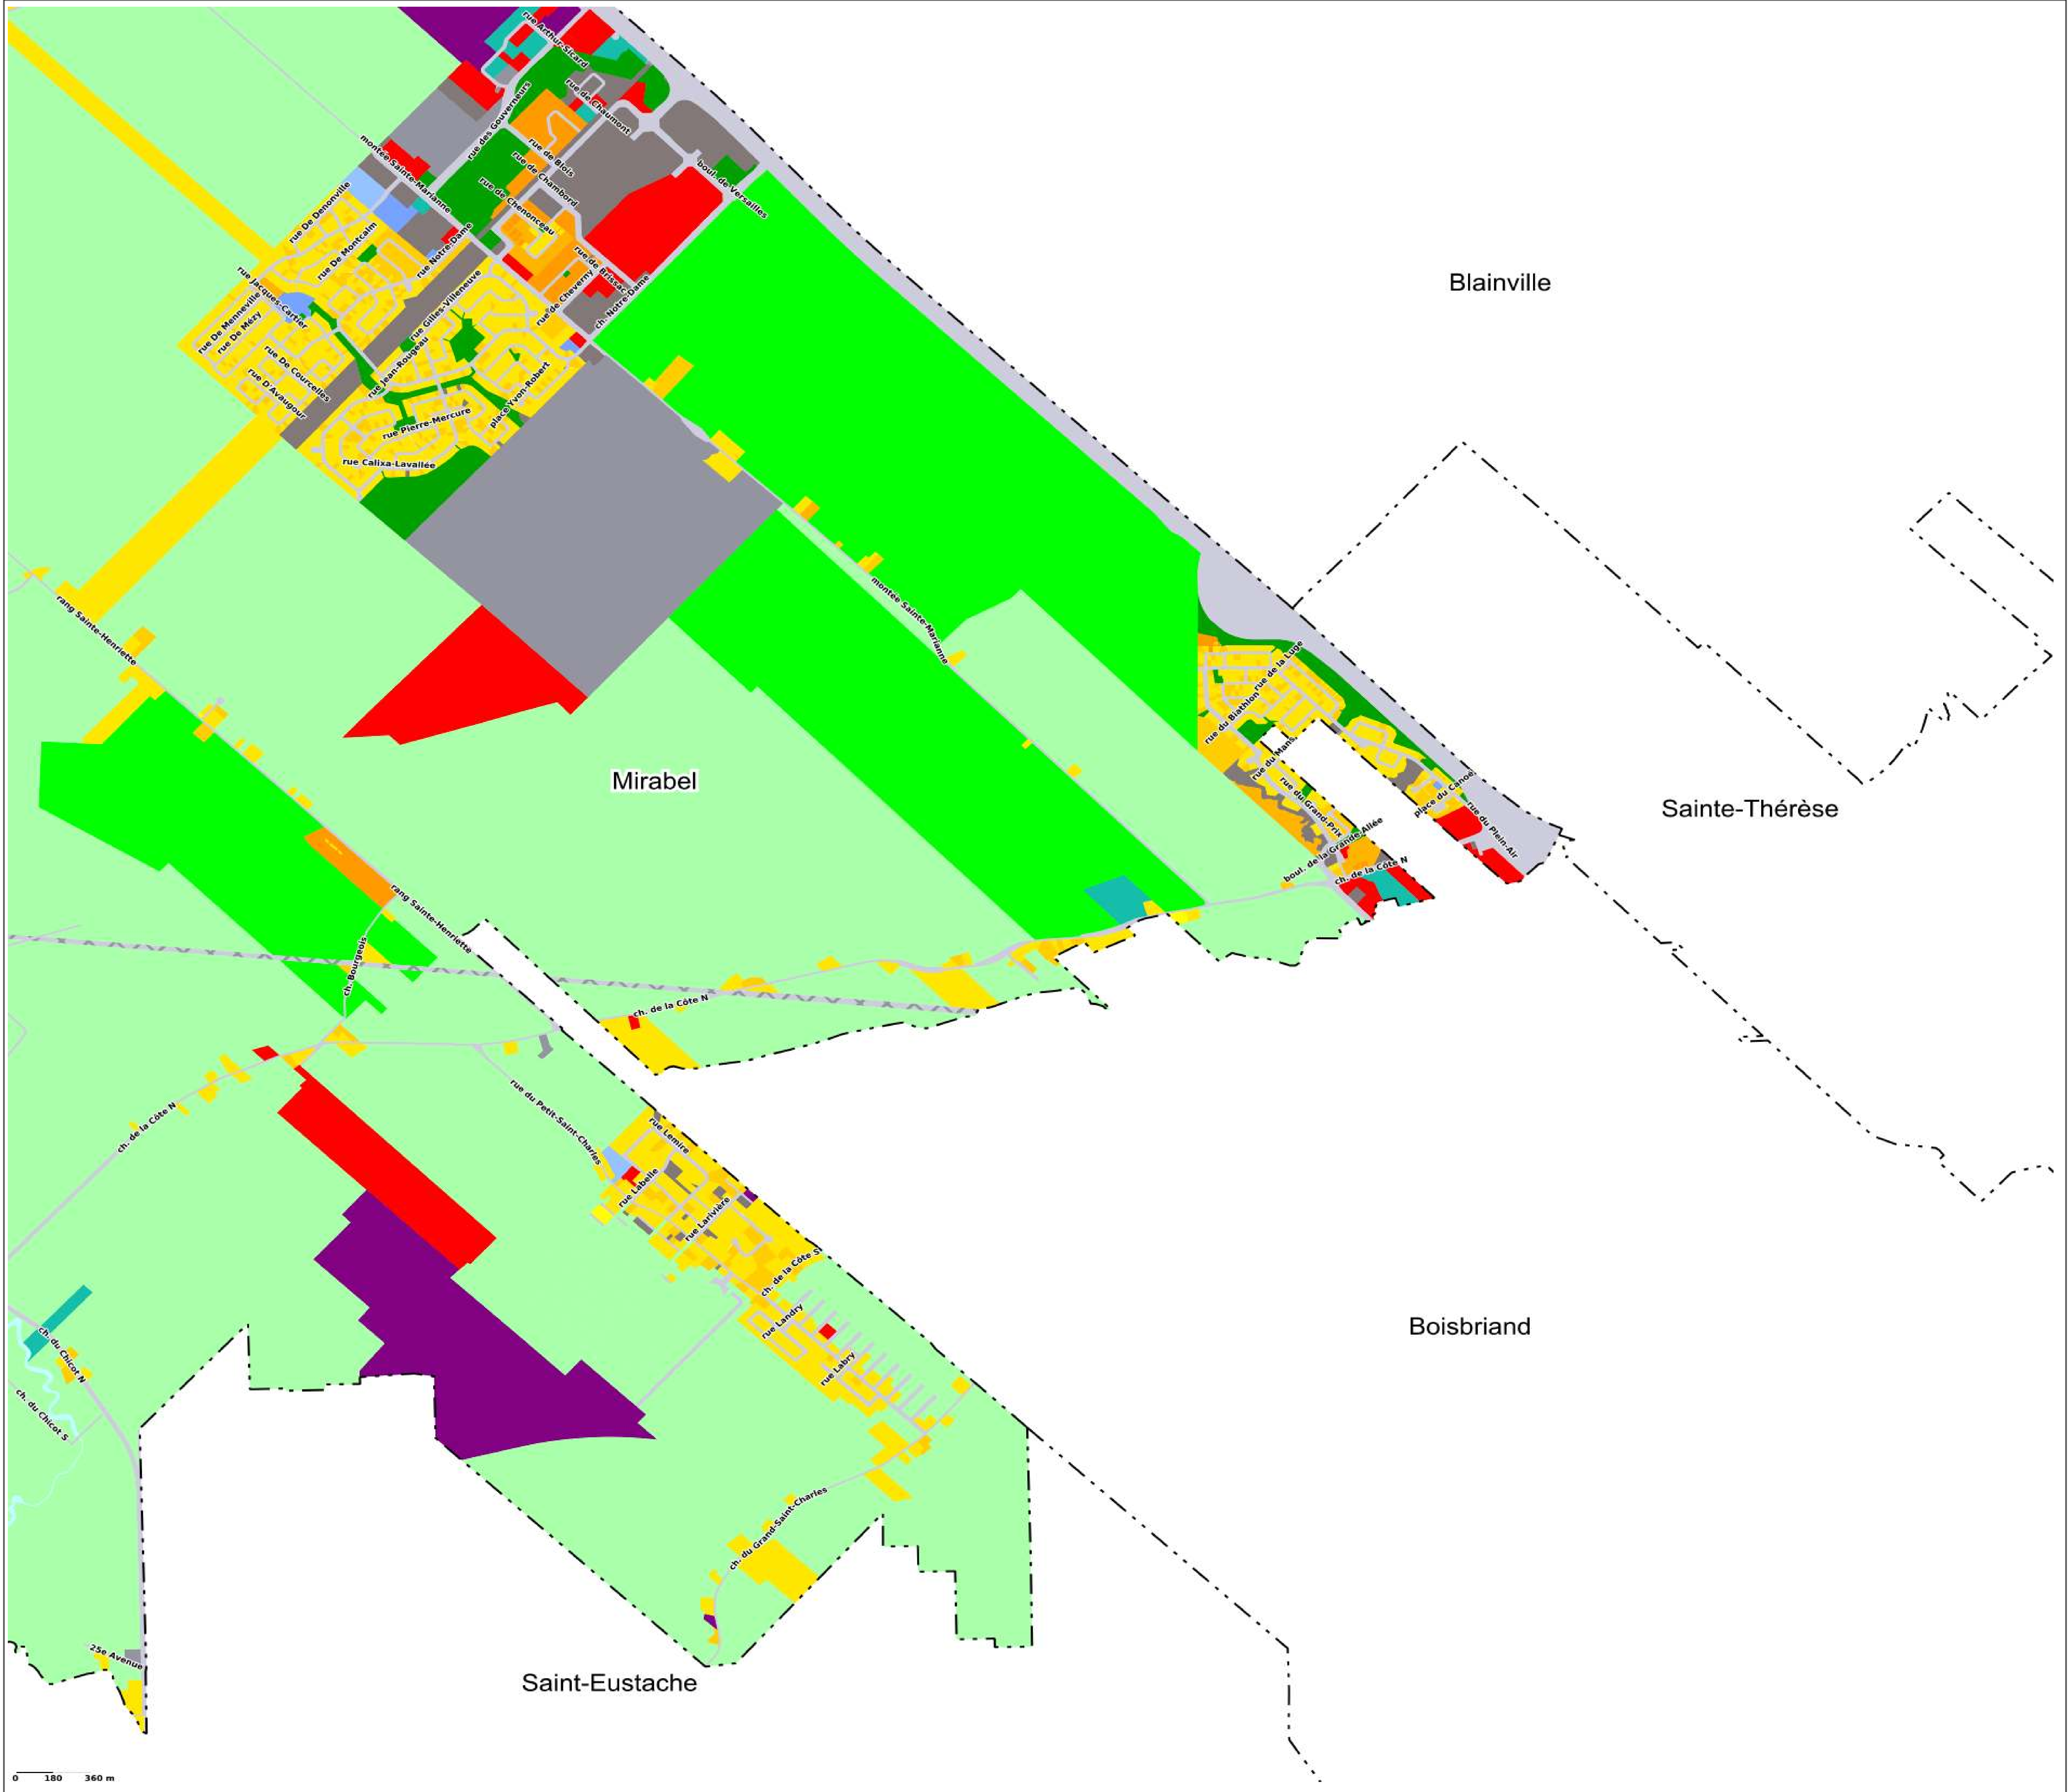 rue Arthur-Sicard
rue de Chaumont
rue des Gouverneurs
montée Sainte-Marianne
rue de Blois
rue de Chambord
boul. de Versailles
rue de Chenonceau
rue De Denonville
rue De Montcalm
rue Notre-Dame
rue de Brissac
rue Jacques-Cartier
rue Gilles-Villeneuve
rue de Cheverny
ch. Notre-Dame
Blainville
rue De Menneville
rue De Mézy
rue Jean-Rougeau
rue De Courcelles
rue D'Avaugour
place Yvon-Robert
rue Pierre-Mercure
rue Calixa-Lavallée
montée Sainte-Marianne
rang Sainte-Henriette
rue de la Luge
rue du Biathlon
rue du Mans
Mirabel
rue du Grand-Prix
place du Canoë
Sainte-Thérèse
rue du Plein-Air
boul. de la Grande-Allée
ch. de la Côte N
rang Sainte-Henriette
ch. Bourgeois
ch. de la Côte N
rue du Petit-Saint-Charles
ch. de la Côte N
rue Lemire
rue Labelle
rue Larivière
ch. de la Côte S
rue Landry
Boisbriand
ch. du Chicot N
rue Labry
ch. du Chicot S
ch. du Grand-Saint-Charles
25e Avenue
Saint-Eustache
0 180 360 m